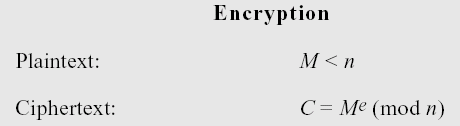 Encryption
Plaintext: M < n
Ciphertext: C = Mᵉ (mod n)